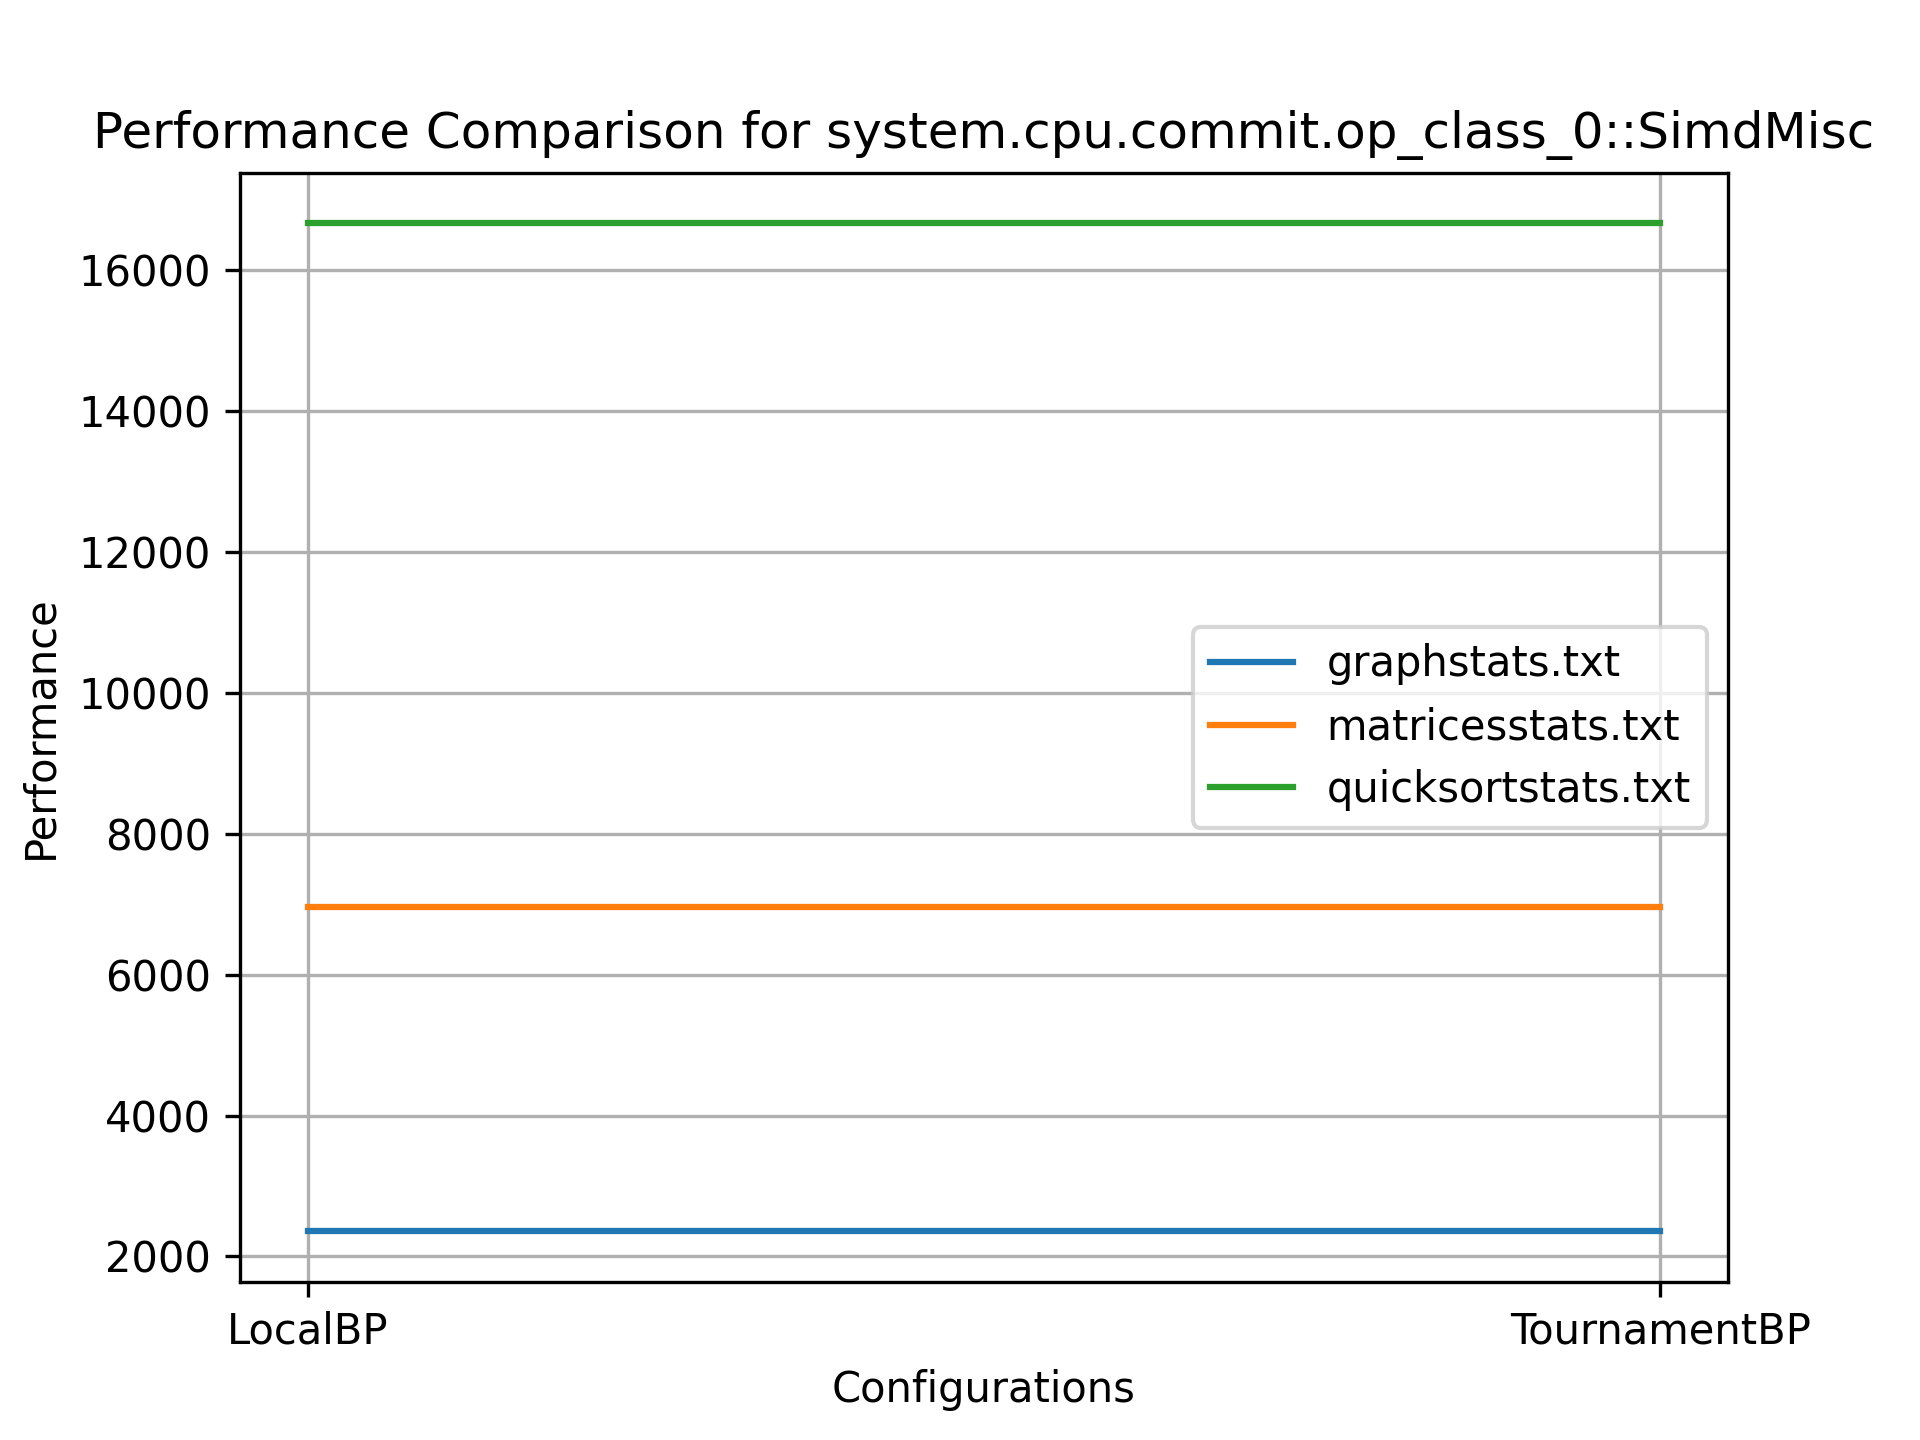 Performance Comparison for system.cpu.commit.op_class_0::SimdMisc
Performance
16000
14000
12000
10000
8000
6000
4000
2000
graphstats.txt
matricesstats.txt
quicksortstats.txt
LocalBP
TournamentBP
Configurations